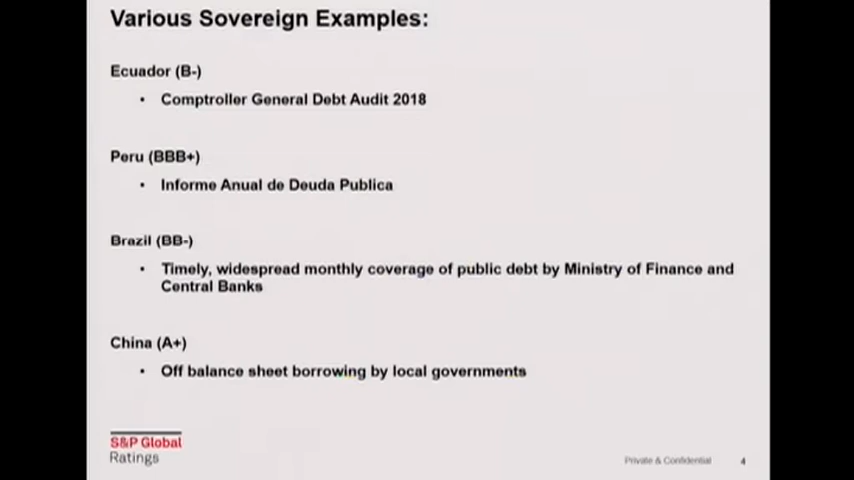 Various Sovereign Examples:
Ecuador (B-)
• Comptroller General Debt Audit 2018
Peru (BBB+)
• Informe Anual de Deuda Publica
Brazil (BB-)
• Timely, widespread monthly coverage of public debt by Ministry of Finance and
Central Banks
China (A+)
• Off balance sheet borrowing by local governments
S&P Global
Ratings
Private & Confidential 4